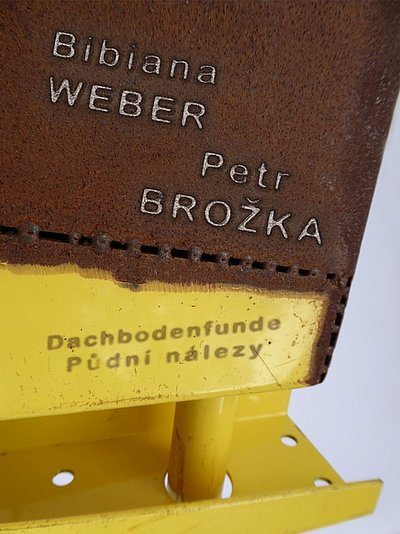 Bibiana
WEBER
Petr
BROŽKA
Dachbodenfunde
Půdní nálezy